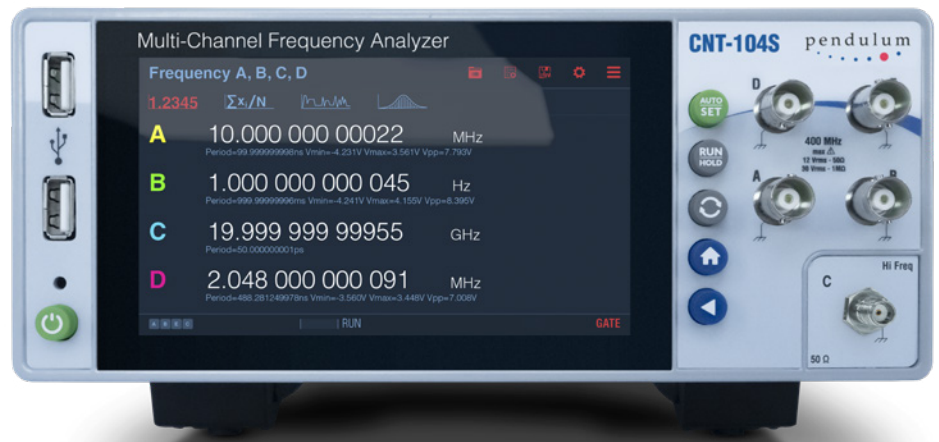 Multi-Channel Frequency Analyzer
CNT-104S
pendulum
Frequency A, B, C, D
1.2345 Σxᵢ/N
A 10.000 000 00022 MHz
Period=99.999999998ns Vmin=-4.231V Vmax=3.561V Vpp=7.793V
B 1.000 000 000 045 Hz
Period=999.99999996ms Vmin=-4.241V Vmax=4.155V Vpp=8.395V
C 19.999 999 99955 GHz
Period=50.000000001ps
D 2.048 000 000 091 MHz
Period=488.281249978ns Vmin=-3.560V Vmax=3.448V Vpp=7.008V
RUN
GATE
AUTO
SET
RUN
HOLD
D
400 MHz
max ⚠
12 Vrms - 50Ω
30 Vrms - 1MΩ
A B
Hi Freq
C
50 Ω